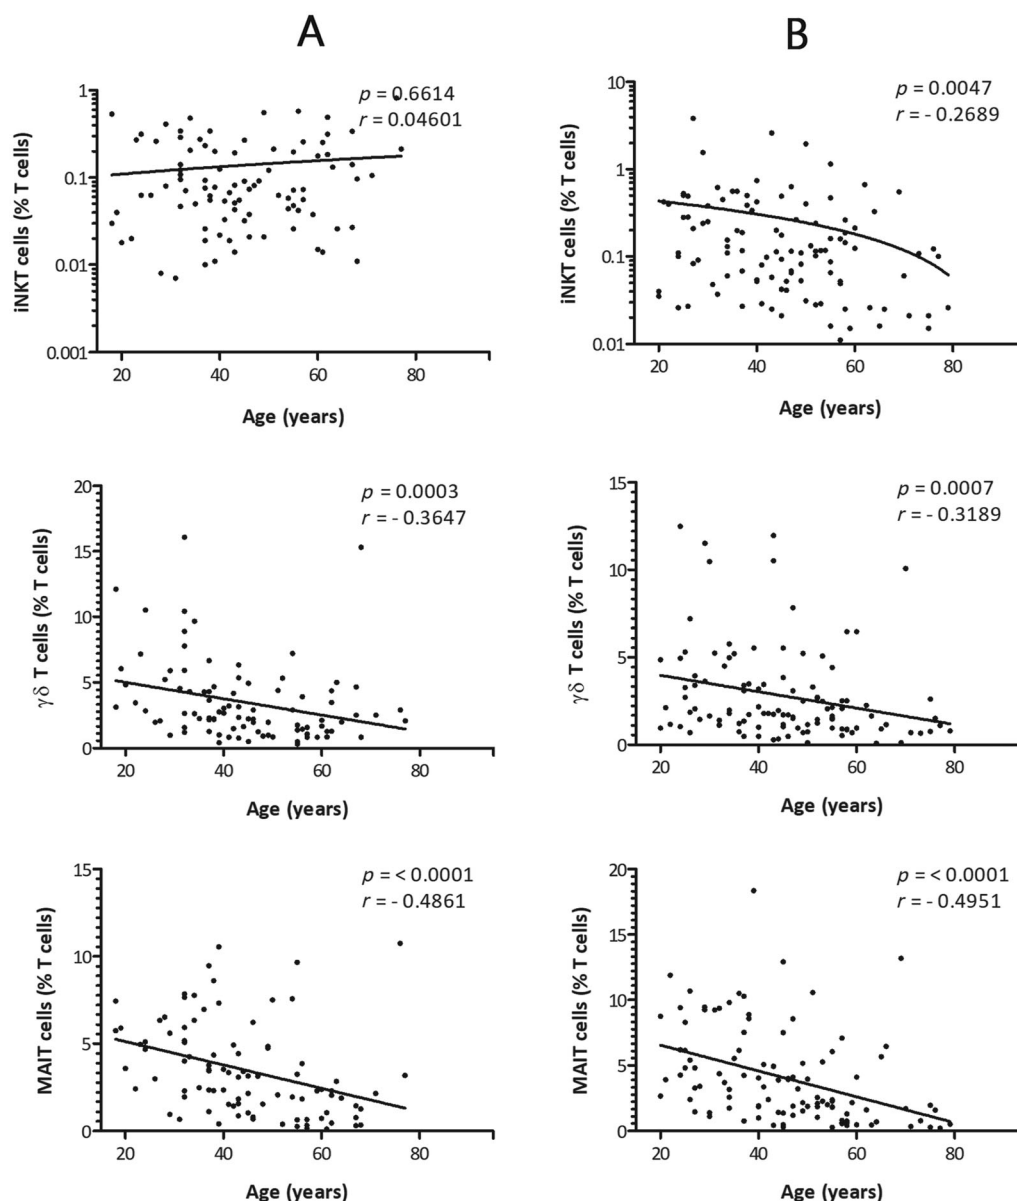 A
B
iNKT cells (% T cells)
1
0.1
0.01
0.001
p = 0.6614
r = 0.04601
20
40
60
80
Age (years)
iNKT cells (% T cells)
10
1
0.1
0.01
p = 0.0047
r = - 0.2689
20
40
60
80
Age (years)
γδ T cells (% T cells)
20
15
10
5
0
p = 0.0003
r = - 0.3647
20
40
60
80
Age (years)
γδ T cells (% T cells)
15
10
5
0
p = 0.0007
r = - 0.3189
20
40
60
80
Age (years)
MAIT cells (% T cells)
15
10
5
0
p = < 0.0001
r = - 0.4861
20
40
60
80
Age (years)
MAIT cells (% T cells)
20
15
10
5
0
p = < 0.0001
r = - 0.4951
20
40
60
80
Age (years)